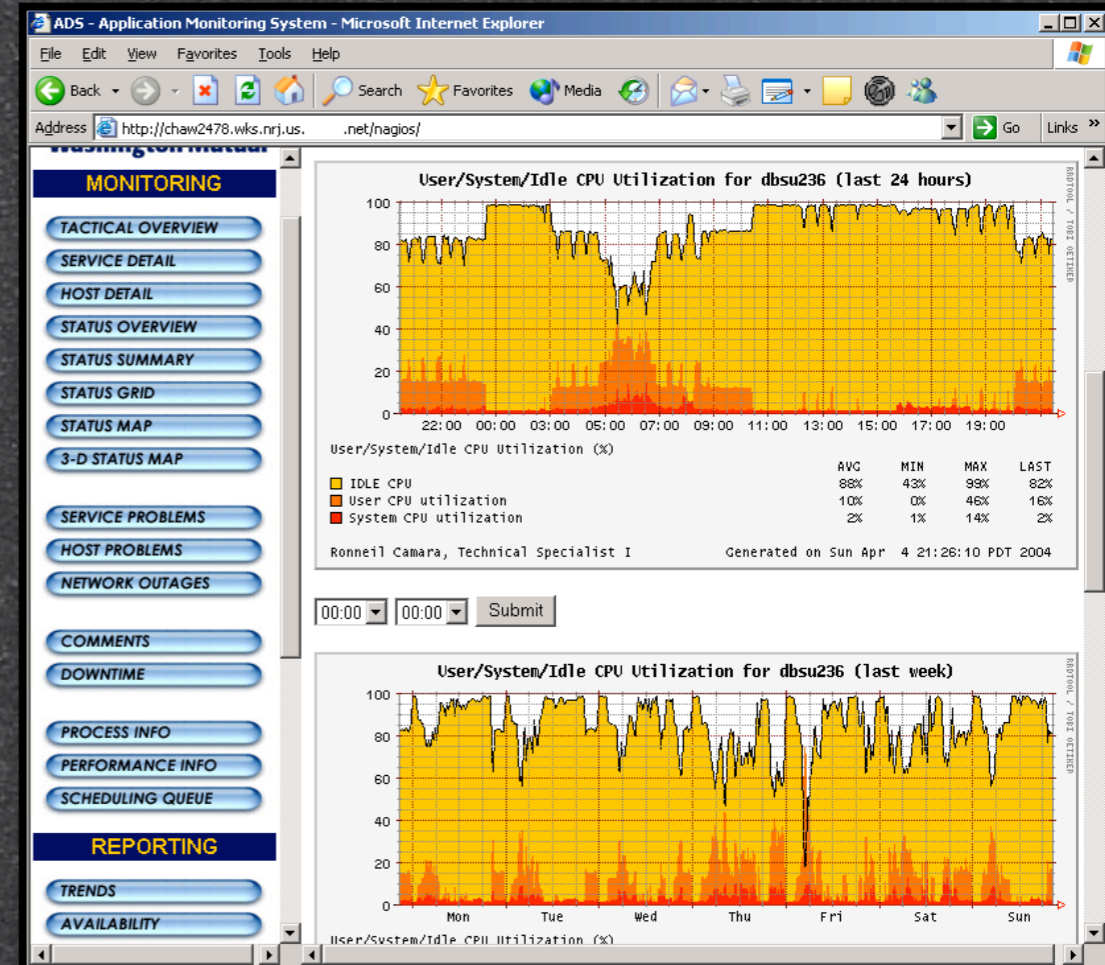 ADS - Application Monitoring System - Microsoft Internet Explorer
File Edit View Favorites Tools Help
Back Search Favorites Media
Address http://chaw2478.wks.nrj.us. .net/nagios/ Go Links »
Washington Mutual
MONITORING
TACTICAL OVERVIEW
SERVICE DETAIL
HOST DETAIL
STATUS OVERVIEW
STATUS SUMMARY
STATUS GRID
STATUS MAP
3-D STATUS MAP
SERVICE PROBLEMS
HOST PROBLEMS
NETWORK OUTAGES
COMMENTS
DOWNTIME
PROCESS INFO
PERFORMANCE INFO
SCHEDULING QUEUE
REPORTING
TRENDS
AVAILABILITY
User/System/Idle CPU Utilization for dbsu236 (last 24 hours)
RRDTOOL / TOBI OETIKER
100
80
60
40
20
0
22:00 00:00 03:00 05:00 07:00 09:00 11:00 13:00 15:00 17:00 19:00
User/System/Idle CPU Utilization (%)
AVG MIN MAX LAST
IDLE CPU 88% 43% 99% 82%
User CPU utilization 10% 0% 46% 16%
System CPU utilization 2% 1% 14% 2%
Ronneil Camara, Technical Specialist I Generated on Sun Apr 4 21:26:10 PDT 2004
00:00 00:00 Submit
User/System/Idle CPU Utilization for dbsu236 (last week)
RRDTOOL / TOBI OETIKER
100
80
60
40
20
0
Mon Tue Wed Thu Fri Sat Sun
User/System/Idle CPU Utilization (%)